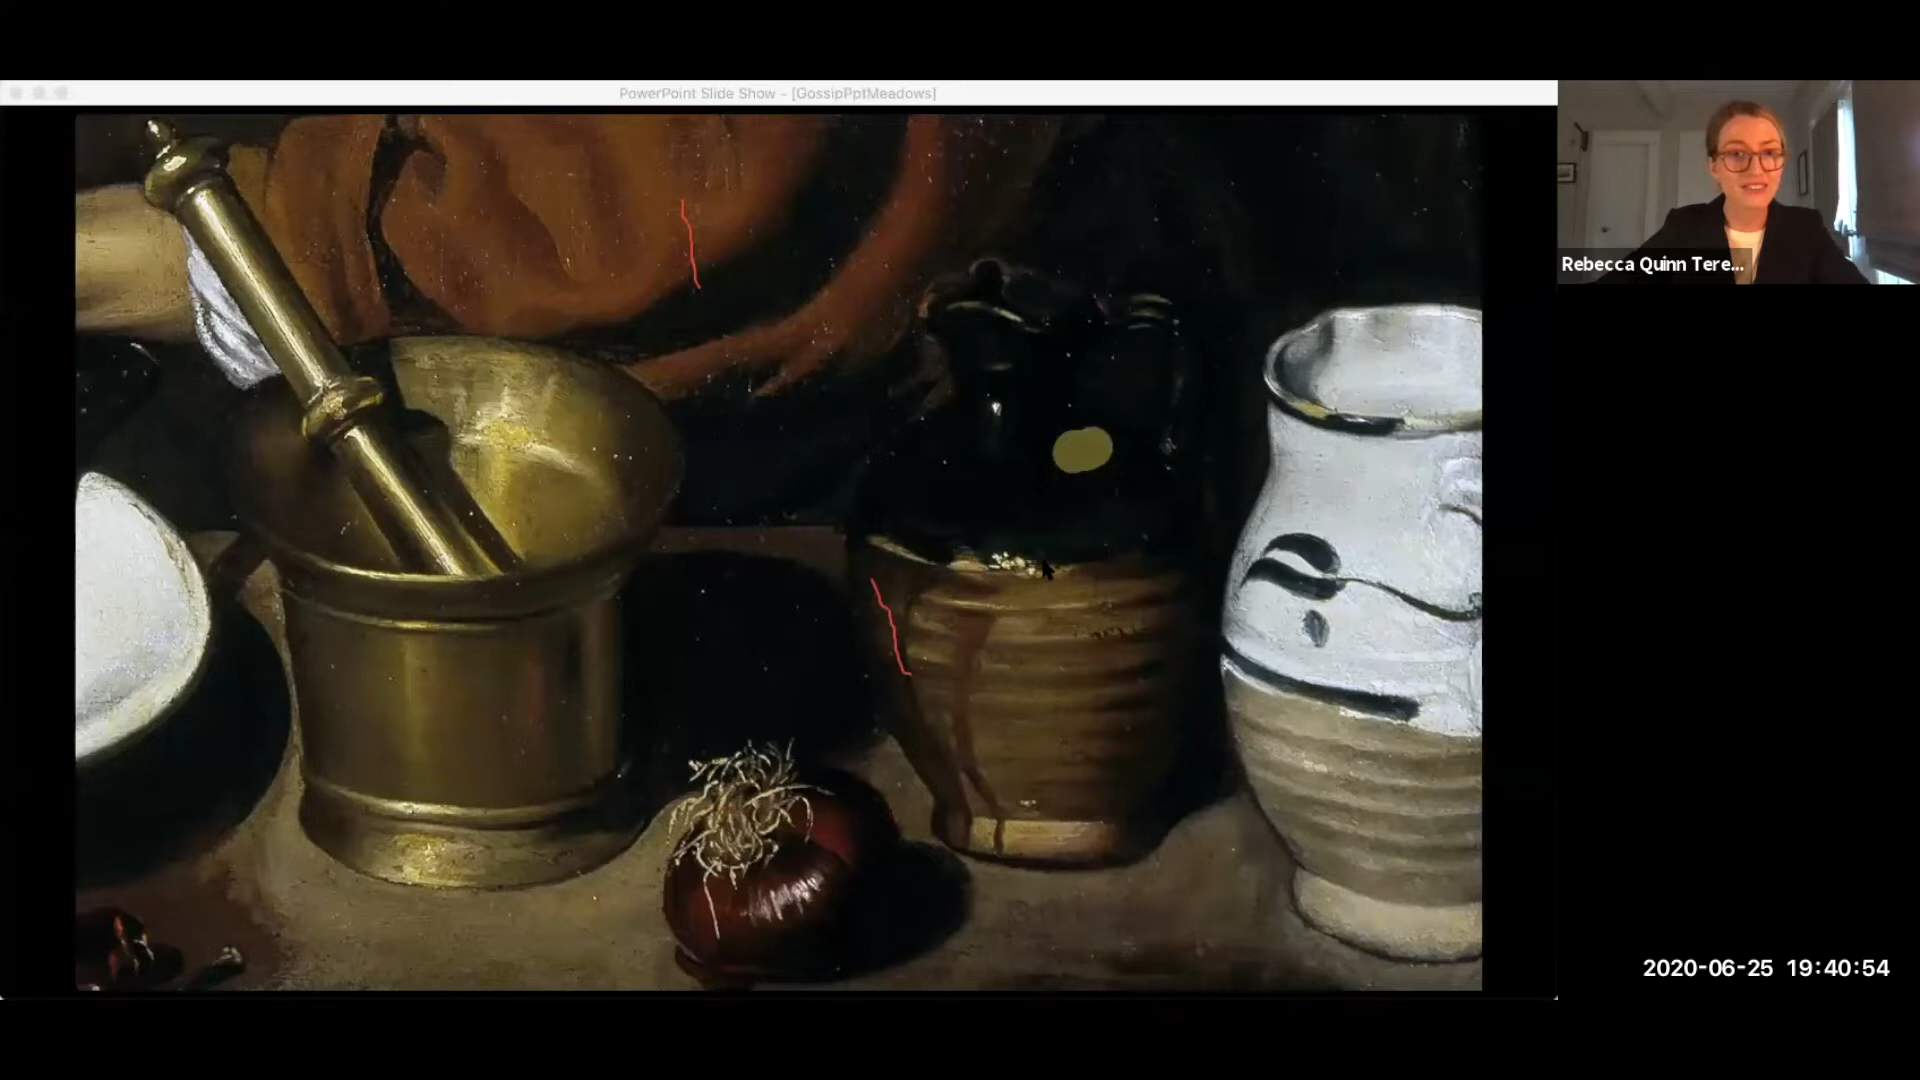 PowerPoint Slide Show - [GossipPptMeadows]
Rebecca Quinn Tere...
2020-06-25 19:40:54